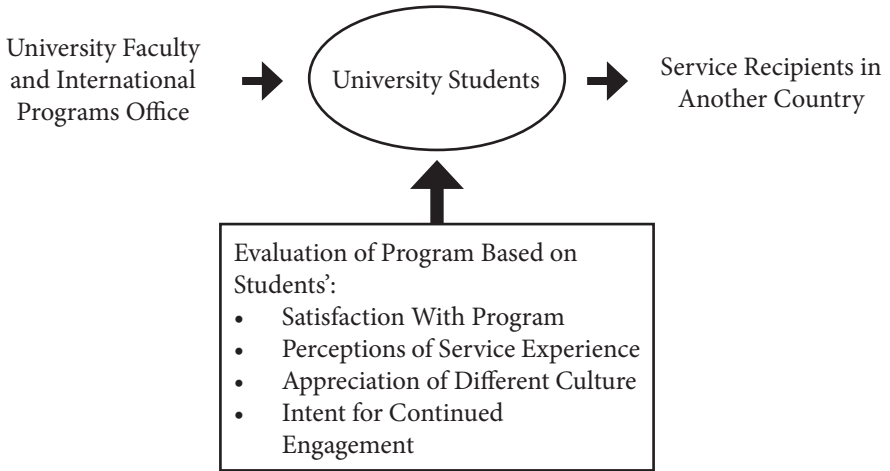 University Faculty
and International
Programs Office
University Students
Service Recipients in
Another Country
Evaluation of Program Based on
Students’:
• Satisfaction With Program
• Perceptions of Service Experience
• Appreciation of Different Culture
• Intent for Continued
Engagement